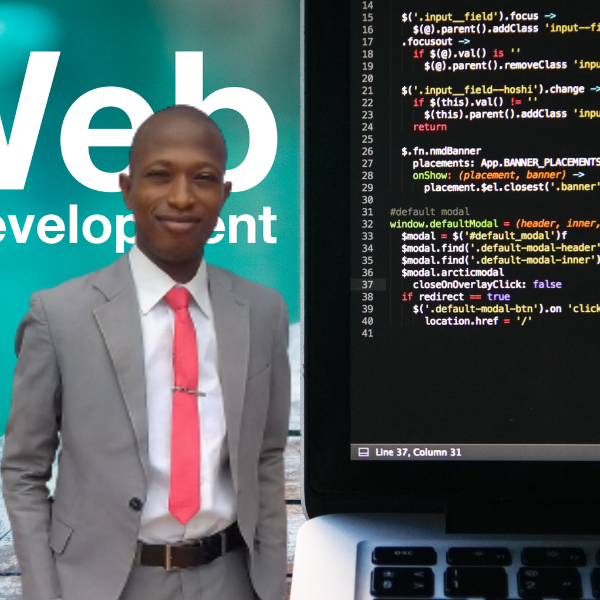 Web
Development
14
15 $('.input__field').focus ->
16 $(@).parent().addClass 'input--fi
17 .focusout ->
18 if $(@).val() is ''
19 $(@).parent().removeClass 'inpu
20
21 $('.input__field--hoshi').change ->
22 if $(this).val() != ''
23 $(this).parent().addClass 'inpu
24 return
25
26 $.fn.nmdBanner
27 placements: App.BANNER_PLACEMENTS
28 onShow: (placement, banner) ->
29 placement.$el.closest('.banner'
30
31 #default modal
32 window.defaultModal = (header, inner,
33 $modal = $('#default_modal')f
34 $modal.find('.default-modal-header'
35 $modal.find('.default-modal-inner')
36 $modal.arcticmodal
37 closeOnOverlayClick: false
38 if redirect == true
39 $('.default-modal-btn').on 'click
40 location.href = '/'
41
Line 37, Column 31
esc